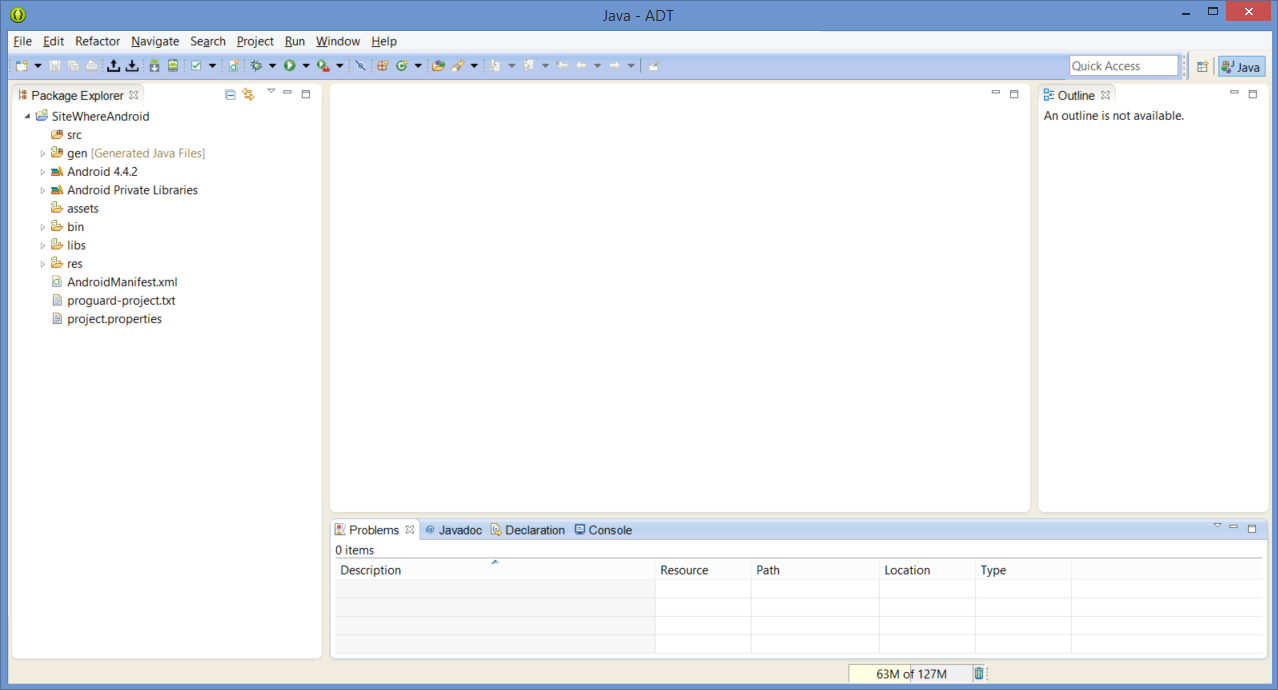 Java - ADT
File Edit Refactor Navigate Search Project Run Window Help
Quick Access Java
Package Explorer
SiteWhereAndroid
src
gen [Generated Java Files]
Android 4.4.2
Android Private Libraries
assets
bin
libs
res
AndroidManifest.xml
proguard-project.txt
project.properties
Outline
An outline is not available.
Problems @ Javadoc Declaration Console
0 items
Description Resource Path Location Type
63M of 127M